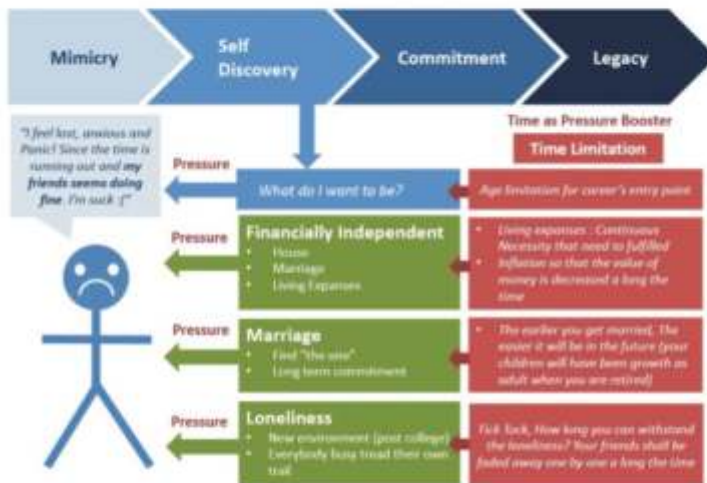 Mimicry
Self
Discovery
Commitment
Legacy
Time as Pressure Booster
Time Limitation
"I feel lost, anxious and
Panic! Since the time is
running out and my
friends seems doing
fine. I'm suck :("
Pressure
What do I want to be?
Age limitation for career's entry point
Pressure
Financially Independent
• House
• Marriage
• Living Expanses
• Living expenses : Continuous
Necessity that need to fulfilled
• Inflation so that the value of
money is decreased a long the
time
Pressure
Marriage
• Find "the one"
• Long term commitment
• The earlier you get married, The
easier it will be in the future (your
children will have been growth as
adult when you are retired)
Pressure
Loneliness
• New environment (post college)
• Everybody busy tread their own
trail
Tick Tock, How long you can withstand
the loneliness? Your friends shall be
faded away one by one a long the time